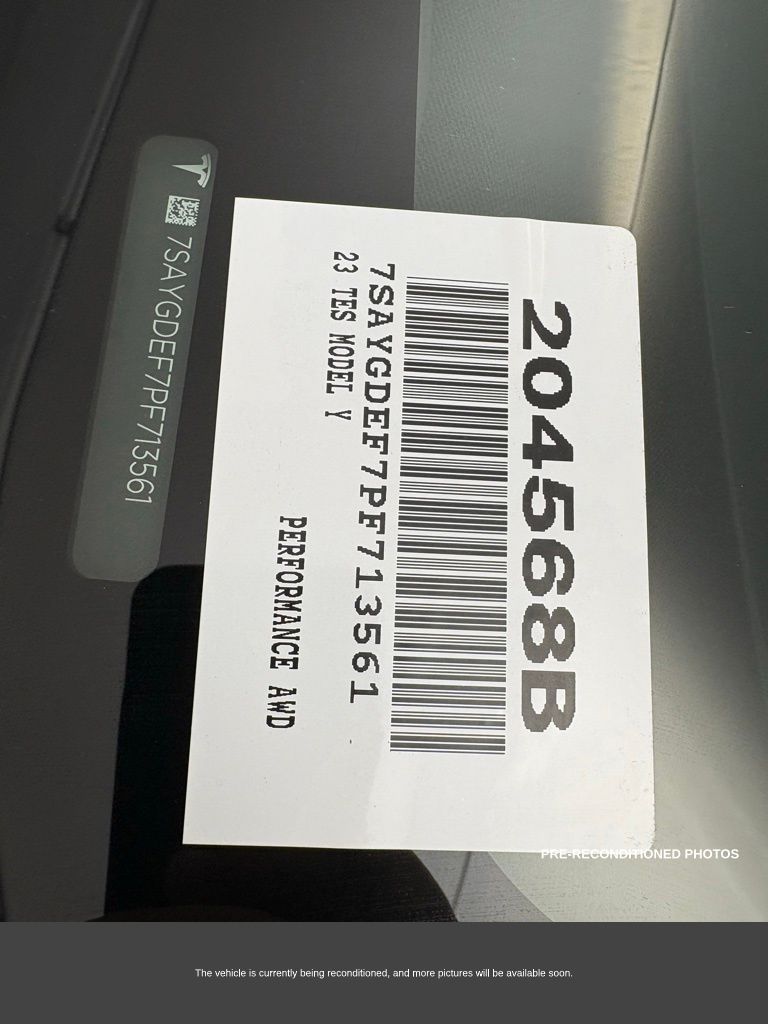 204568B
7SAYGDEF7PF713561
23 TES MODEL Y
PERFORMANCE AWD
7SAYGDEF7PF713561
PRE-RECONDITIONED PHOTOS
The vehicle is currently being reconditioned, and more pictures will be available soon.